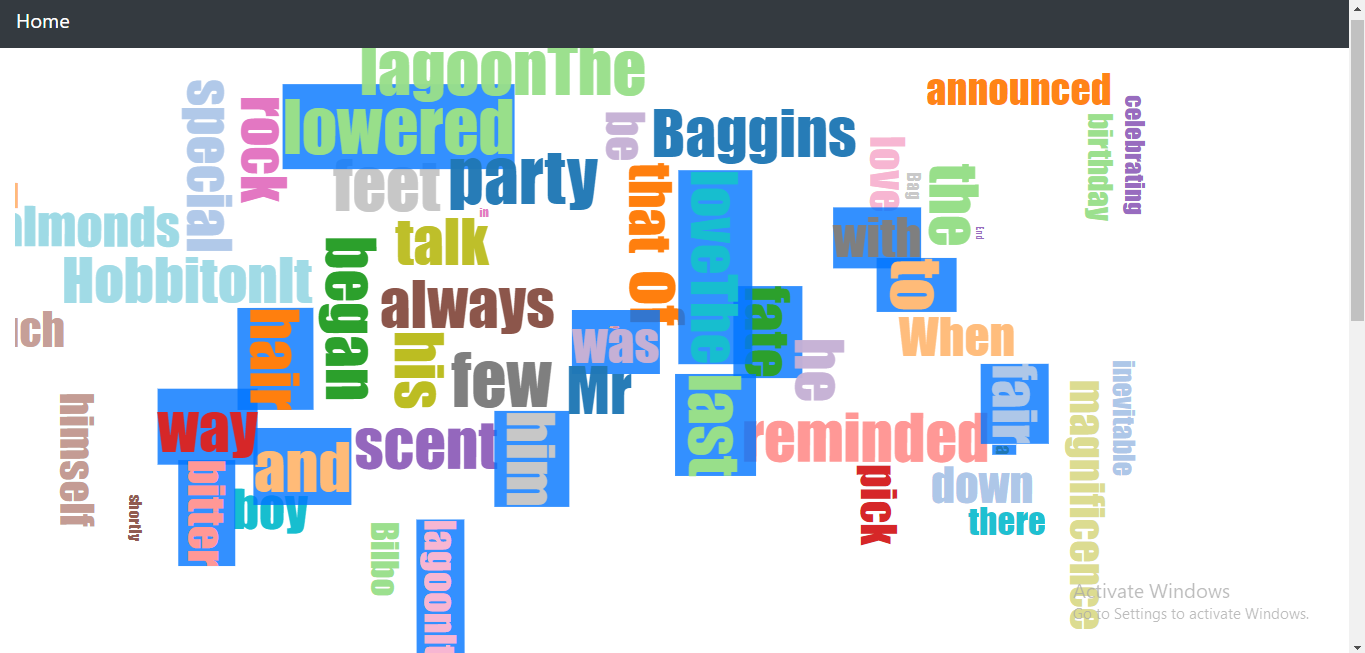 Home
lagoonThe
announced
special
rock
lowered
be
Baggins
celebrating
birthday
love
feet
party
that
loveThe
Bag
the
in
lmonds
talk
with
End
HobbitonIt
began
always
Of
fate
to
ch
hair
his
was
he
When
few
Mr
last
fair
inevitable
himself
way
and
scent
him
reminded
a
magnificence
bitter
boy
shortly
pick
down
there
Bilbo
lagoonIt
Activate Windows
Go to Settings to activate Windows.